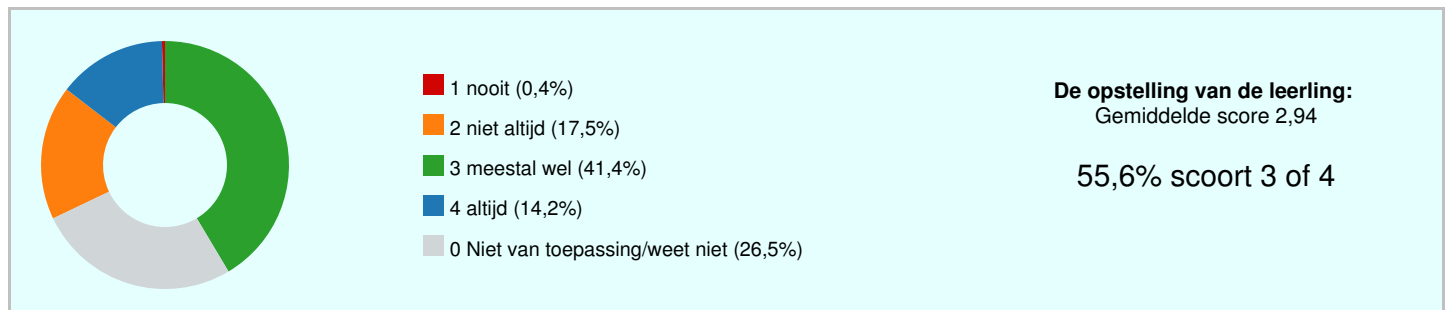 1 nooit (0,4%)
2 niet altijd (17,5%)
3 meestal wel (41,4%)
4 altijd (14,2%)
0 Niet van toepassing/weet niet (26,5%)
De opstelling van de leerling:
Gemiddelde score 2,94
55,6% scoort 3 of 4